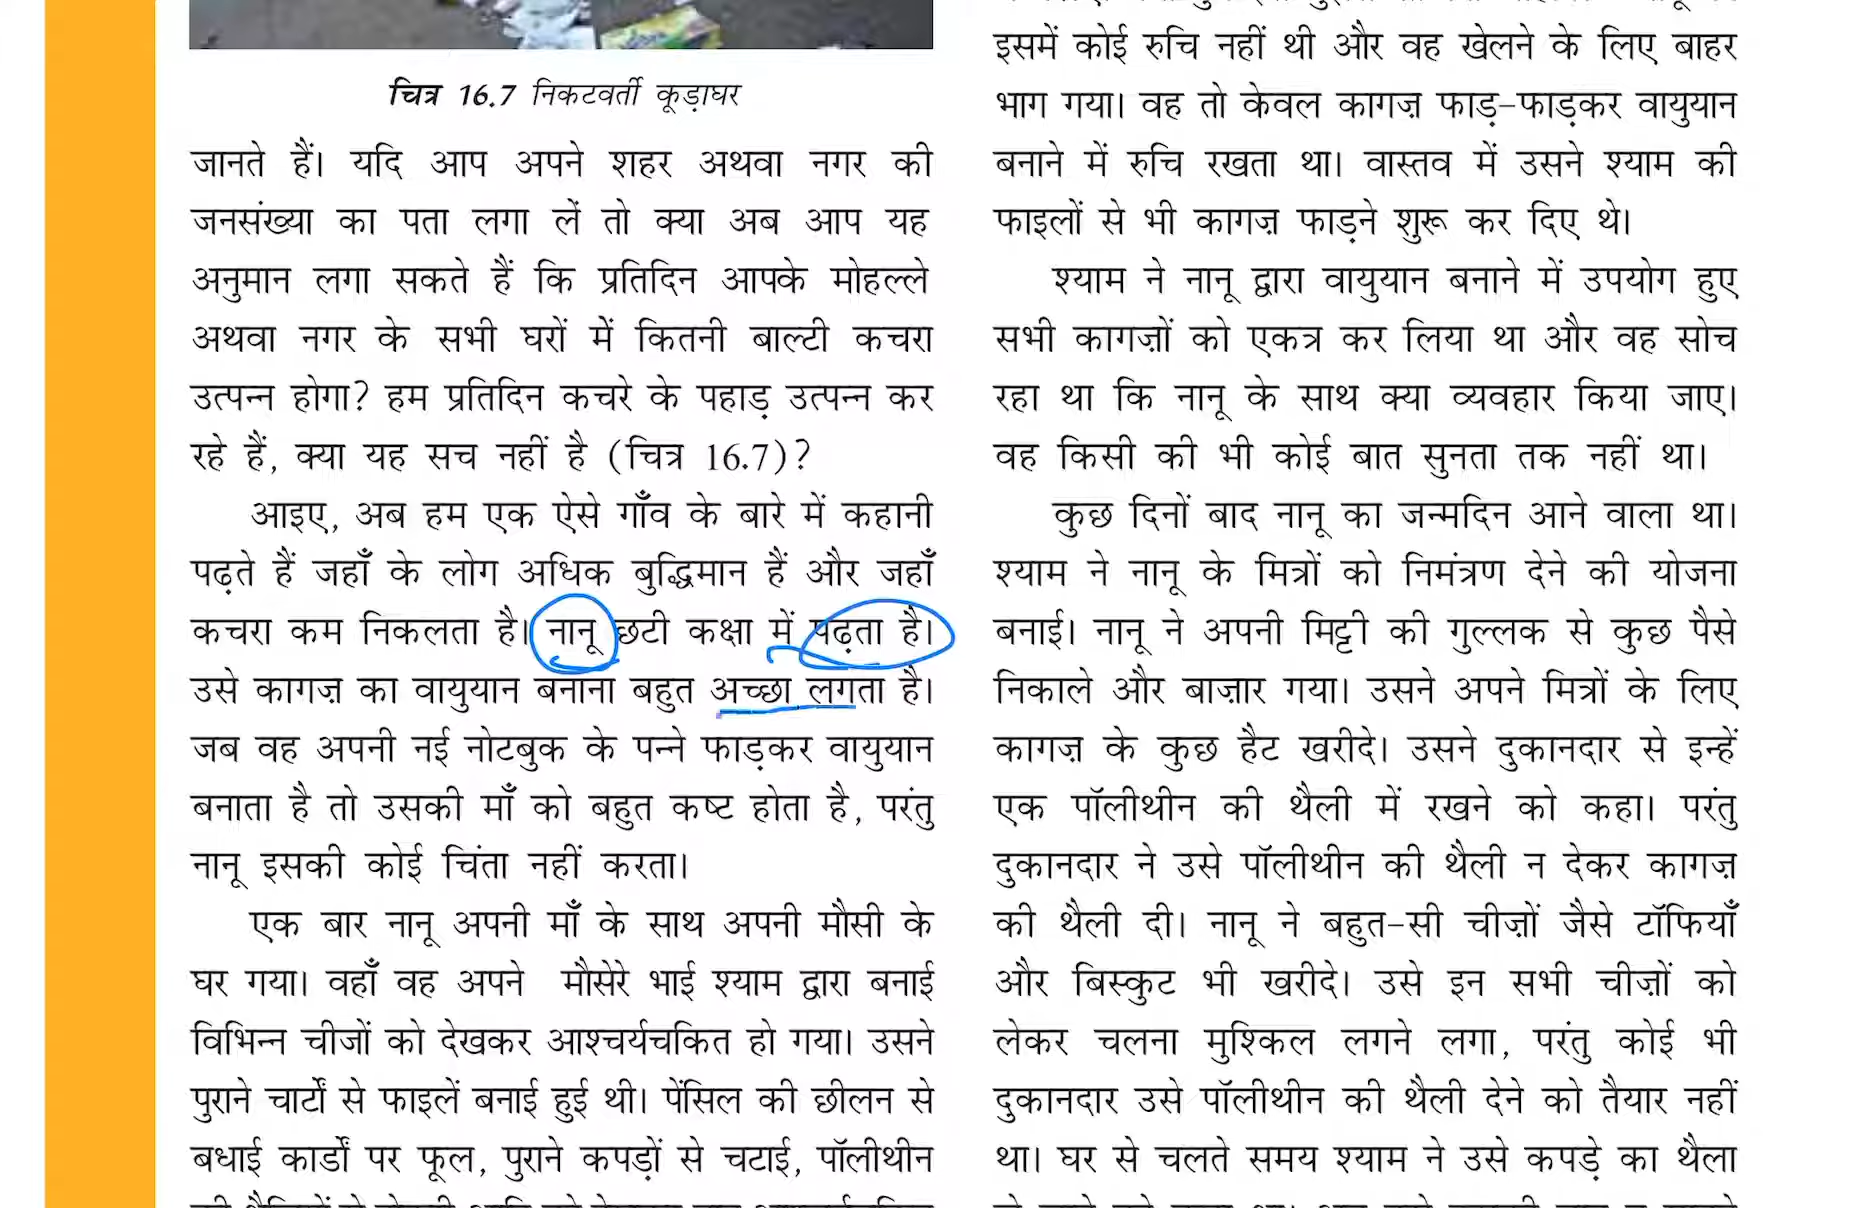 चित्र 16.7 निकटवर्ती कूड़ाघर
जानते हैं। यदि आप अपने शहर अथवा नगर की
जनसंख्या का पता लगा लें तो क्या अब आप यह
अनुमान लगा सकते हैं कि प्रतिदिन आपके मोहल्ले
अथवा नगर के सभी घरों में कितनी बाल्टी कचरा
उत्पन्न होगा? हम प्रतिदिन कचरे के पहाड़ उत्पन्न कर
रहे हैं, क्या यह सच नहीं है (चित्र 16.7)?
आइए, अब हम एक ऐसे गाँव के बारे में कहानी
पढ़ते हैं जहाँ के लोग अधिक बुद्धिमान हैं और जहाँ
कचरा कम निकलता है। नानू छटी कक्षा में पढ़ता है।
उसे कागज़ का वायुयान बनाना बहुत अच्छा लगता है।
जब वह अपनी नई नोटबुक के पन्ने फाड़कर वायुयान
बनाता है तो उसकी माँ को बहुत कष्ट होता है, परंतु
नानू इसकी कोई चिंता नहीं करता।
एक बार नानू अपनी माँ के साथ अपनी मौसी के
घर गया। वहाँ वह अपने मौसेरे भाई श्याम द्वारा बनाई
विभिन्न चीजों को देखकर आश्चर्यचकित हो गया। उसने
पुराने चार्टों से फाइलें बनाई हुई थी। पेंसिल की छीलन से
बधाई कार्डों पर फूल, पुराने कपड़ों से चटाई, पॉलीथीन
इसमें कोई रुचि नहीं थी और वह खेलने के लिए बाहर
भाग गया। वह तो केवल कागज़ फाड़-फाड़कर वायुयान
बनाने में रुचि रखता था। वास्तव में उसने श्याम की
फाइलों से भी कागज़ फाड़ने शुरू कर दिए थे।
श्याम ने नानू द्वारा वायुयान बनाने में उपयोग हुए
सभी कागज़ों को एकत्र कर लिया था और वह सोच
रहा था कि नानू के साथ क्या व्यवहार किया जाए।
वह किसी की भी कोई बात सुनता तक नहीं था।
कुछ दिनों बाद नानू का जन्मदिन आने वाला था।
श्याम ने नानू के मित्रों को निमंत्रण देने की योजना
बनाई। नानू ने अपनी मिट्टी की गुल्लक से कुछ पैसे
निकाले और बाज़ार गया। उसने अपने मित्रों के लिए
कागज़ के कुछ हैट खरीदे। उसने दुकानदार से इन्हें
एक पॉलीथीन की थैली में रखने को कहा। परंतु
दुकानदार ने उसे पॉलीथीन की थैली न देकर कागज़
की थैली दी। नानू ने बहुत-सी चीज़ों जैसे टॉफियाँ
और बिस्कुट भी खरीदे। उसे इन सभी चीज़ों को
लेकर चलना मुश्किल लगने लगा, परंतु कोई भी
दुकानदार उसे पॉलीथीन की थैली देने को तैयार नहीं
था। घर से चलते समय श्याम ने उसे कपड़े का थैला